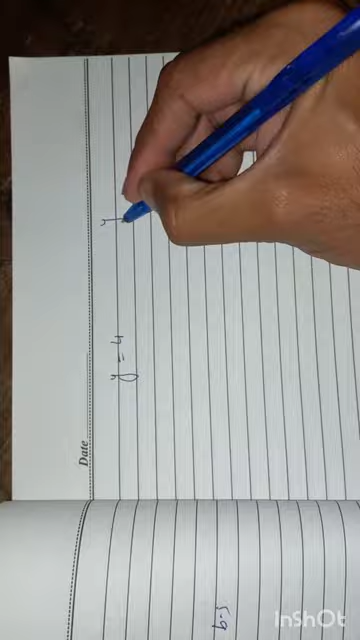 Date
y = 4
y
b.s
InShOt